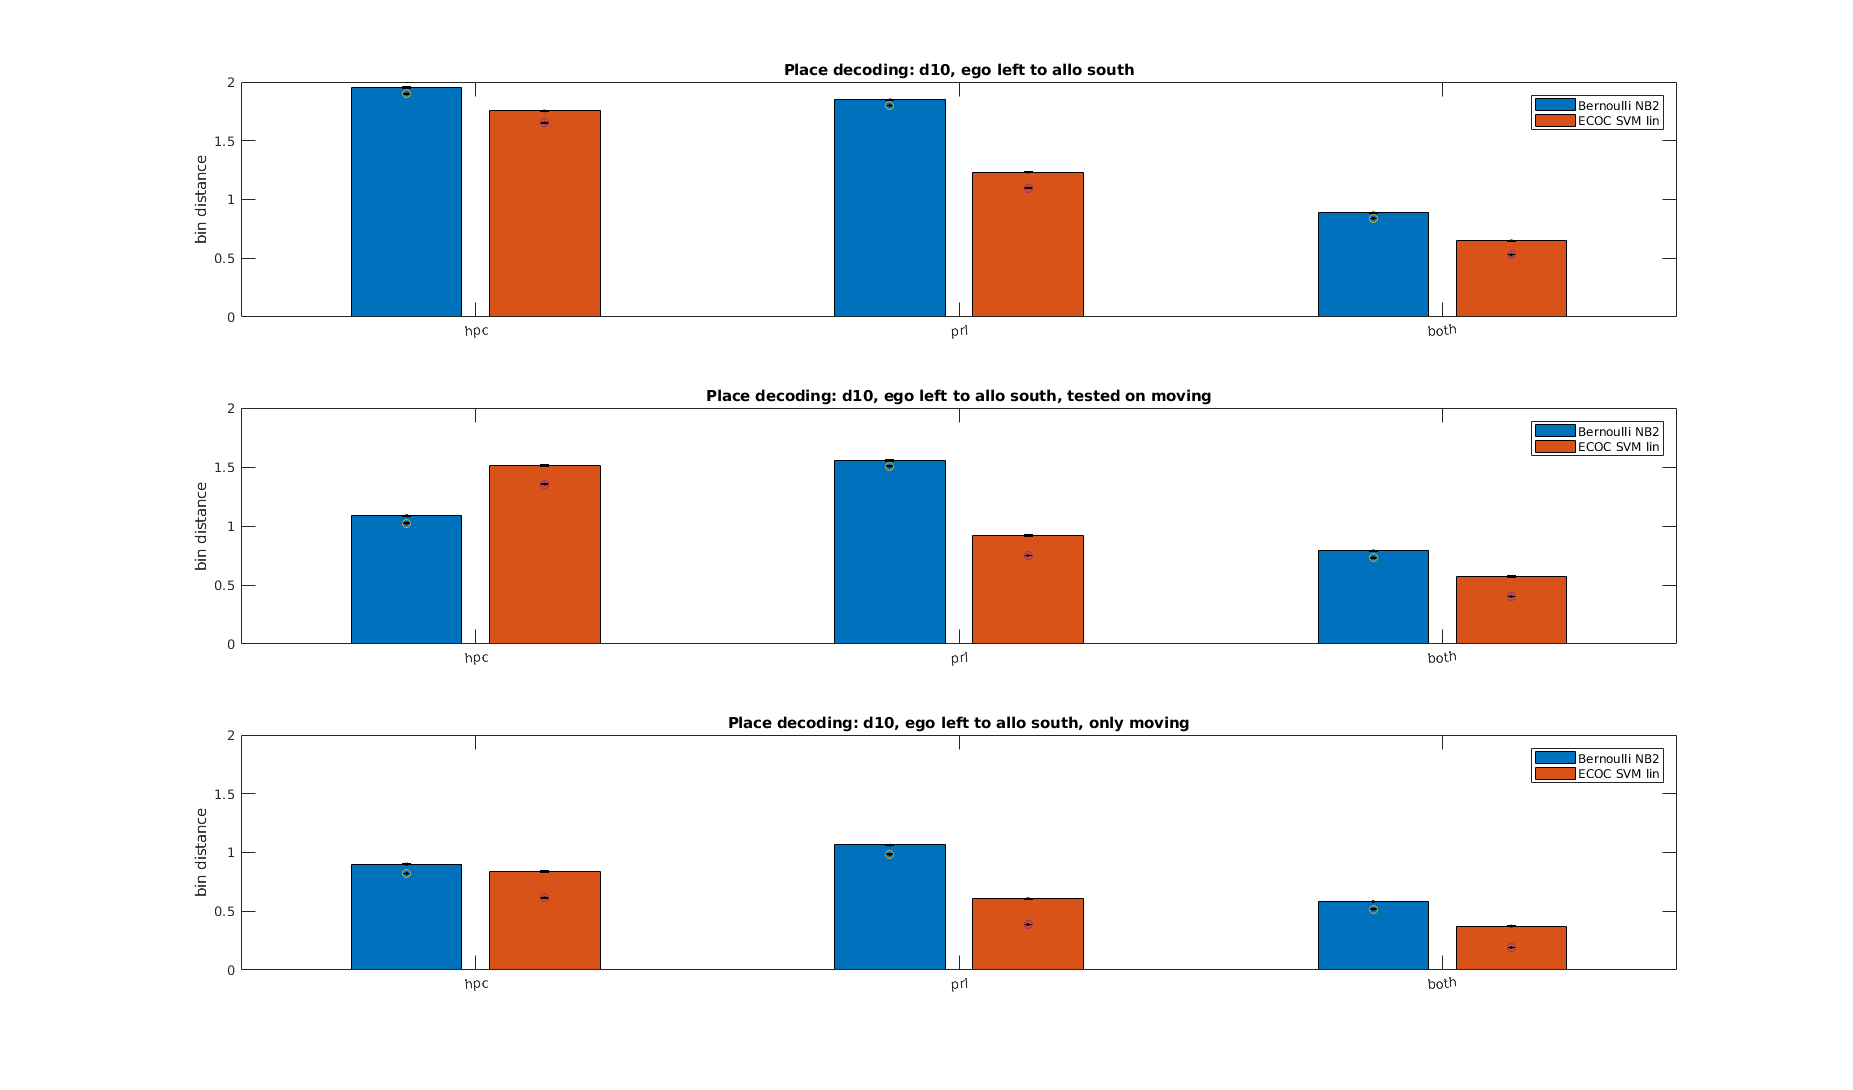 Place decoding: d10, ego left to allo south
bin distance
2
1.5
1
0.5
0
hpc
prl
both
Bernoulli NB2
ECOC SVM lin
Place decoding: d10, ego left to allo south, tested on moving
bin distance
2
1.5
1
0.5
0
hpc
prl
both
Bernoulli NB2
ECOC SVM lin
Place decoding: d10, ego left to allo south, only moving
bin distance
2
1.5
1
0.5
0
hpc
prl
both
Bernoulli NB2
ECOC SVM lin